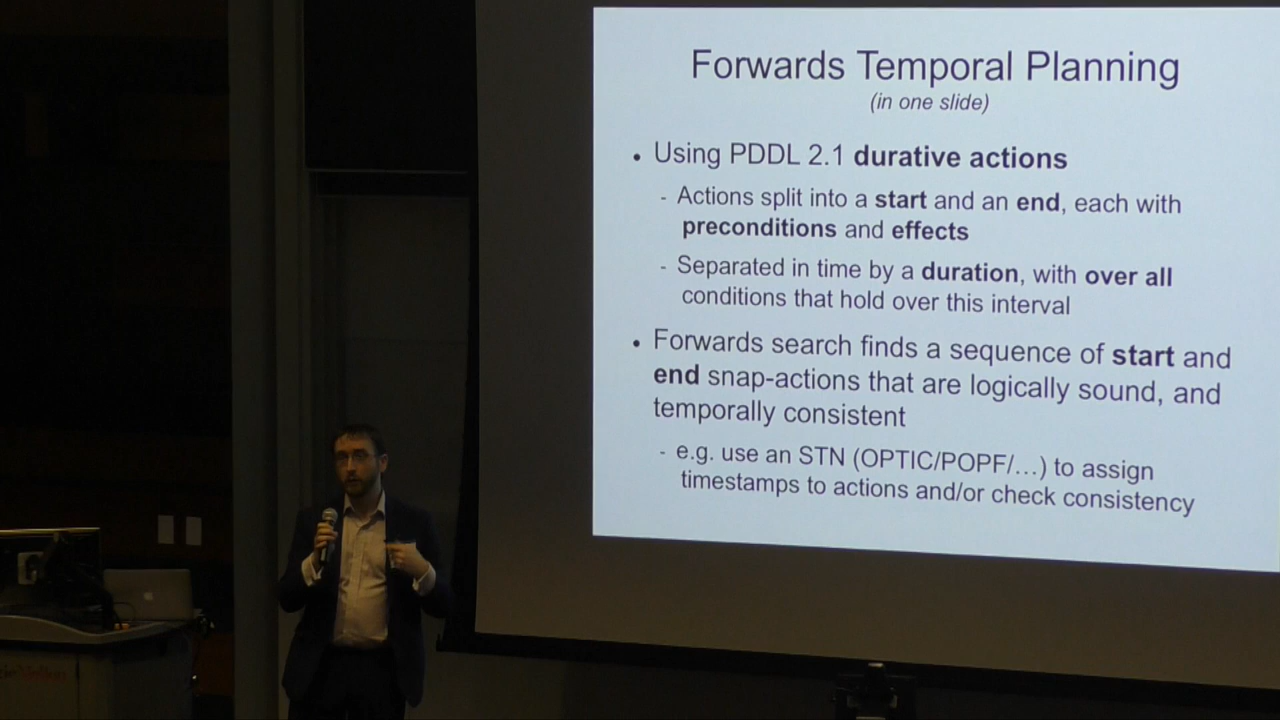 Forwards Temporal Planning
(in one slide)
• Using PDDL 2.1 durative actions
- Actions split into a start and an end, each with
preconditions and effects
- Separated in time by a duration, with over all
conditions that hold over this interval
• Forwards search finds a sequence of start and
end snap-actions that are logically sound, and
temporally consistent
- e.g. use an STN (OPTIC/POPF/...) to assign
timestamps to actions and/or check consistency